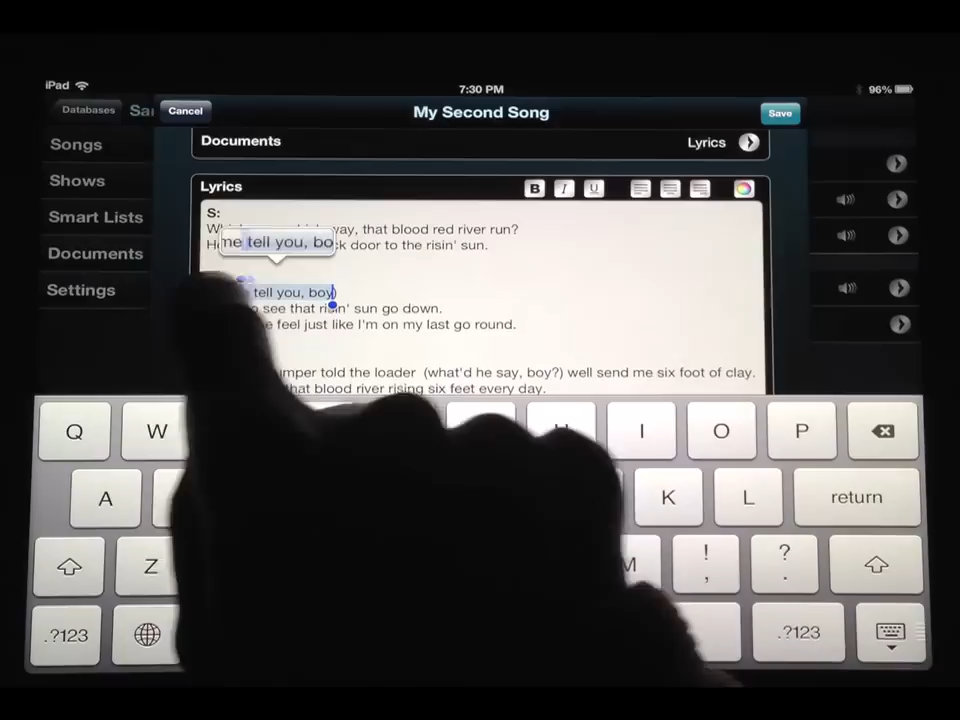 iPad
7:30 PM
96%
Databases
Cancel
My Second Song
Save
Songs
Shows
Smart Lists
Documents
Settings
Documents
Lyrics
Lyrics
B I U
S:
way, that blood red river run?
door to the risin' sun.
me tell you, bo
tell you, boy)
see that risin' sun go down.
feel just like I'm on my last go round.
told the loader (what'd he say, boy?) well send me six foot of clay.
that blood river rising six feet every day.
Q W I O P
A K L return
Z M ! , ? .
.?123 .?123